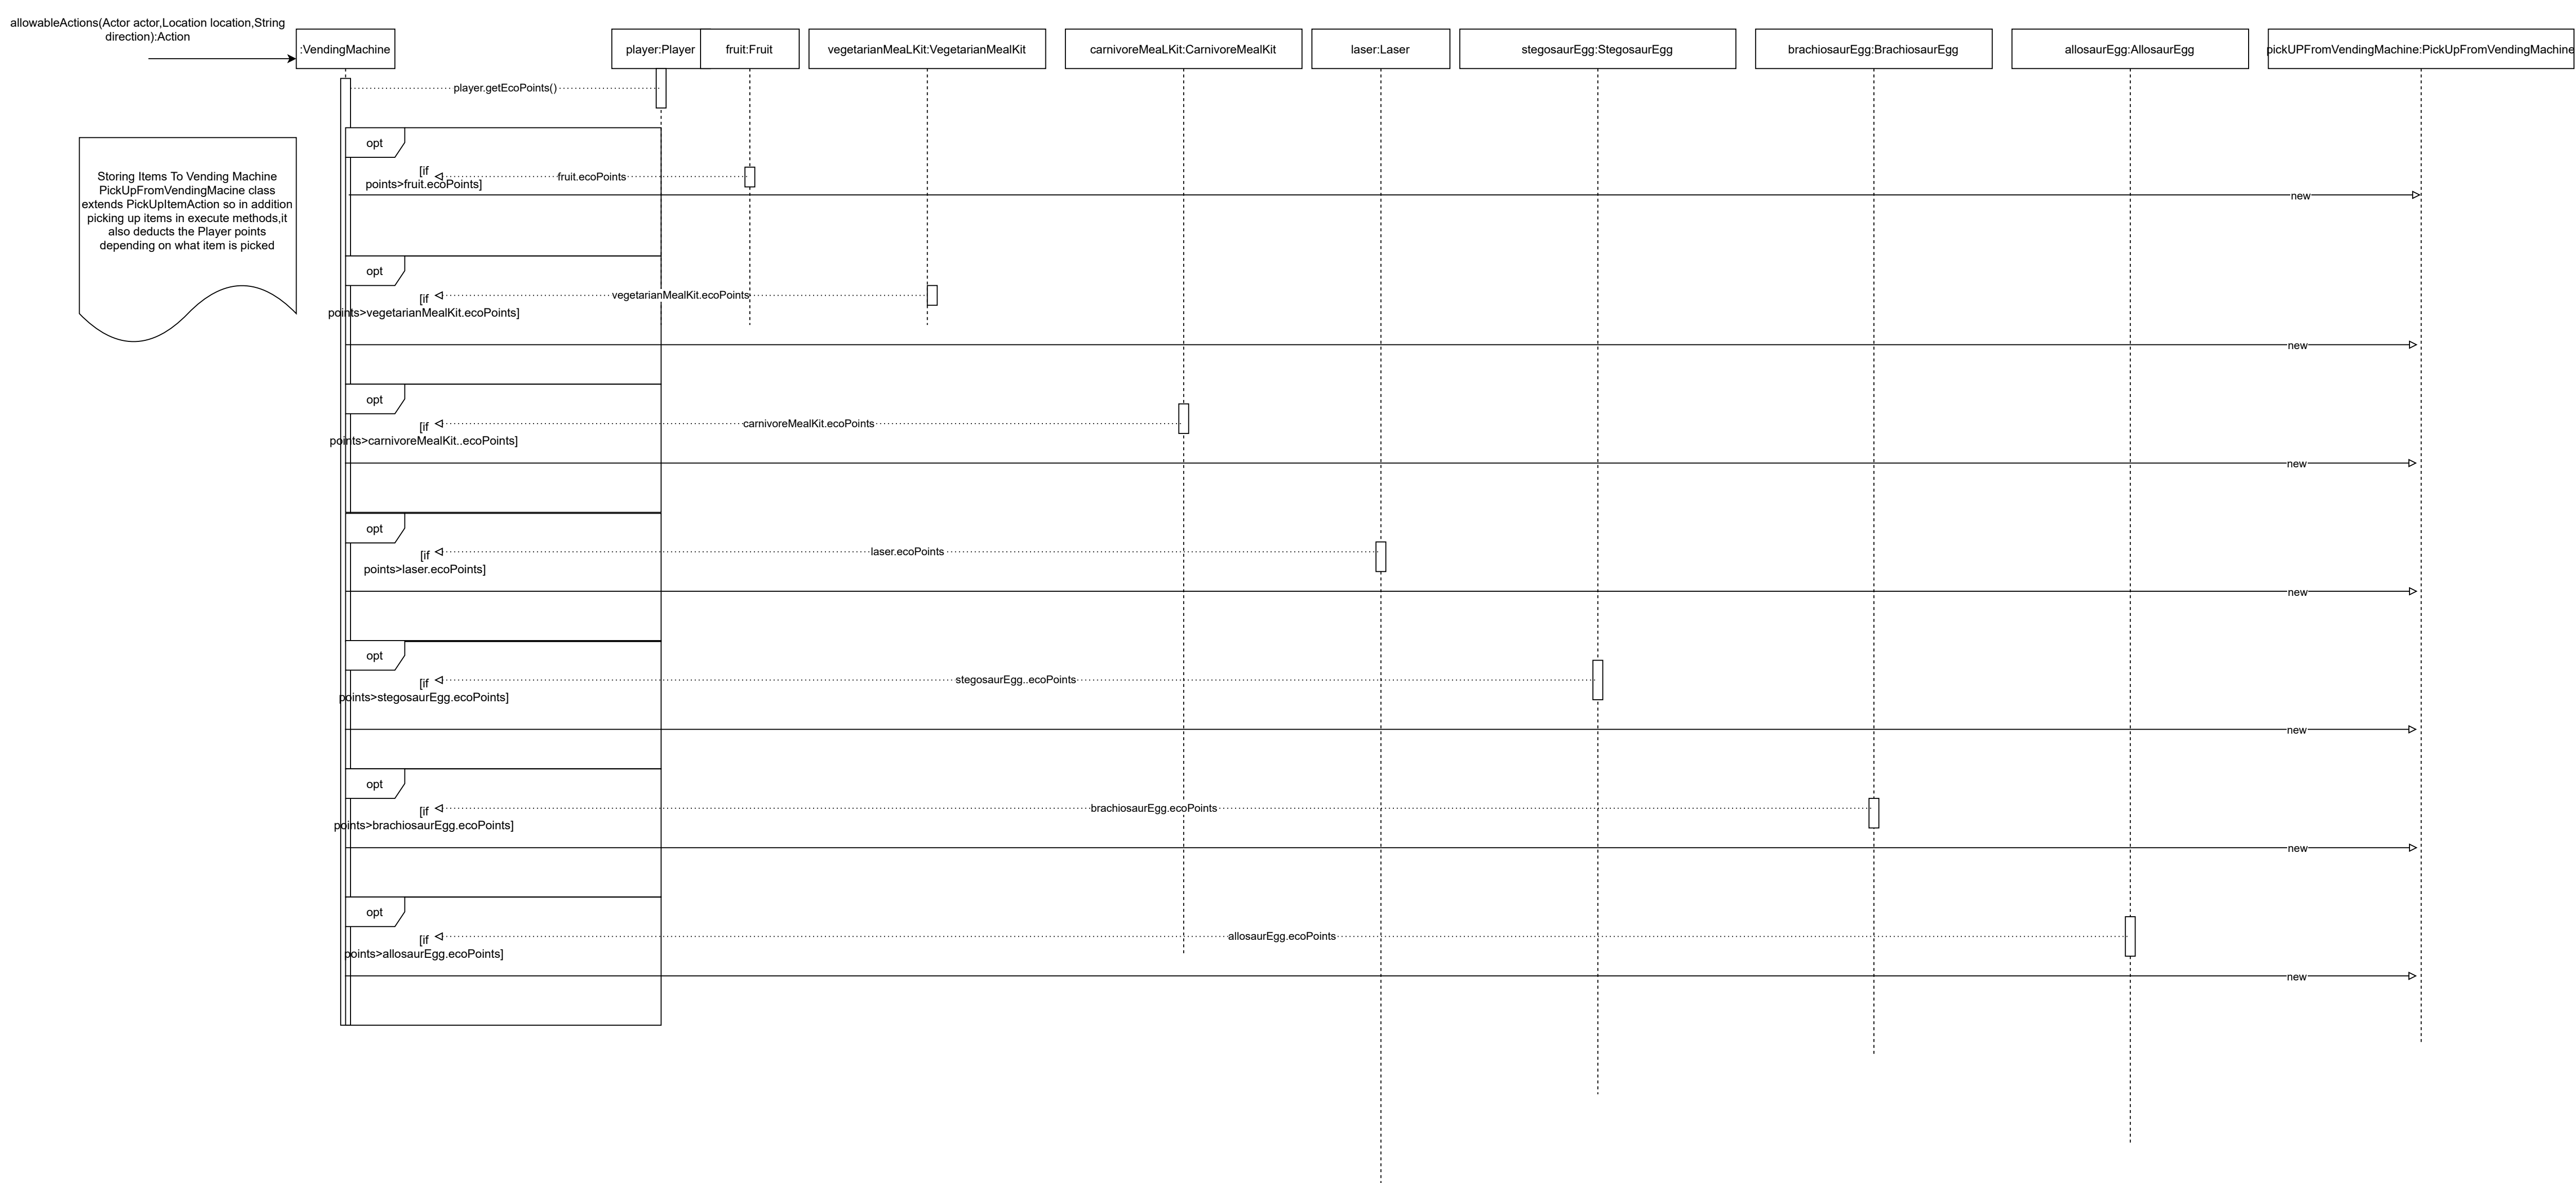 allowableActions(Actor actor,Location location,String
direction):Action
:VendingMachine
player:Player
fruit:Fruit
vegetarianMeaLKit:VegetarianMealKit
carnivoreMeaLKit:CarnivoreMealKit
laser:Laser
stegosaurEgg:StegosaurEgg
brachiosaurEgg:BrachiosaurEgg
allosaurEgg:AllosaurEgg
pickUPFromVendingMachine:PickUpFromVendingMachine
player.getEcoPoints()
opt
Storing Items To Vending Machine
PickUpFromVendingMacine class
extends PickUpItemAction so in addition
picking up items in execute methods,it
also deducts the Player points
depending on what item is picked
[if
points>fruit.ecoPoints]
fruit.ecoPoints
new
opt
[if
points>vegetarianMealKit.ecoPoints]
vegetarianMealKit.ecoPoints
new
opt
[if
points>carnivoreMealKit..ecoPoints]
carnivoreMealKit.ecoPoints
new
opt
[if
points>laser.ecoPoints]
laser.ecoPoints
new
opt
[if
points>stegosaurEgg.ecoPoints]
stegosaurEgg..ecoPoints
new
opt
[if
points>brachiosaurEgg.ecoPoints]
brachiosaurEgg.ecoPoints
new
opt
[if
points>allosaurEgg.ecoPoints]
allosaurEgg.ecoPoints
new